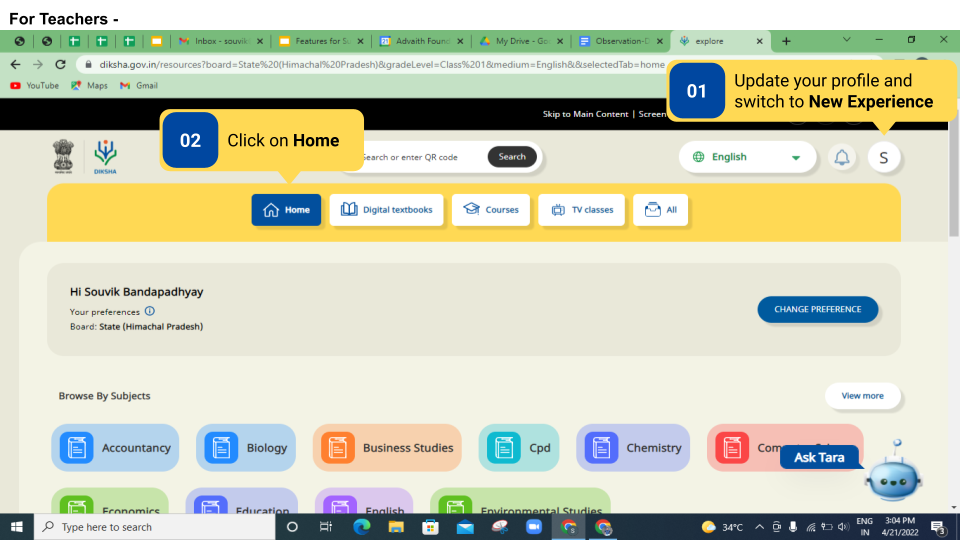 For Teachers -
Inbox - souvik
Features for Su
Advaith Found
My Drive - Goo
Observation-D
explore
diksha.gov.in/resources?board=State%20(Himachal%20Pradesh)&gradeLevel=Class%201&medium=English&&selectedTab=home
YouTube
Maps
Gmail
01
Update your profile and
switch to New Experience
Skip to Main Content | Screen
02
Click on Home
DIKSHA
Search or enter QR code
Search
English
S
Home
Digital textbooks
Courses
TV classes
All
Hi Souvik Bandapadhyay
Your preferences
Board: State (Himachal Pradesh)
CHANGE PREFERENCE
Browse By Subjects
View more
Accountancy
Biology
Business Studies
Cpd
Chemistry
Ask Tara
Economics
Education
English
Environmental Studies
Type here to search
34°C
ENG
IN
3:04 PM
4/21/2022
3